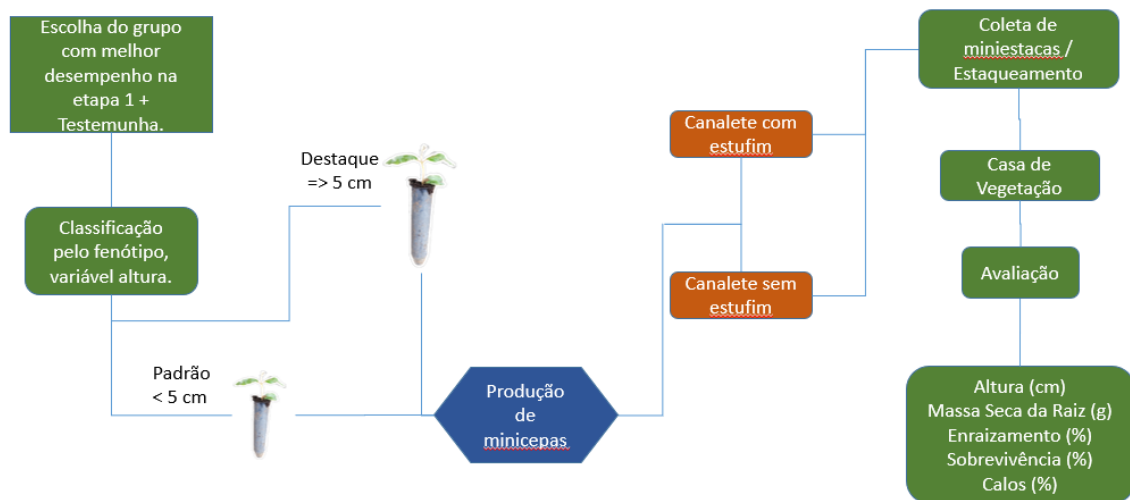 Escolha do grupo
com melhor
desempenho na
etapa 1 +
Testemunha.
Classificação
pelo fenótipo,
variável altura.
Destaque
=> 5 cm
Padrão
< 5 cm
Produção
de
minicepas
Canalete com
estufim
Canalete sem
estufim
Coleta de
miniestacas /
Estaqueamento
Casa de
Vegetação
Avaliação
Altura (cm)
Massa Seca da Raiz (g)
Enraizamento (%)
Sobrevivência (%)
Calos (%)